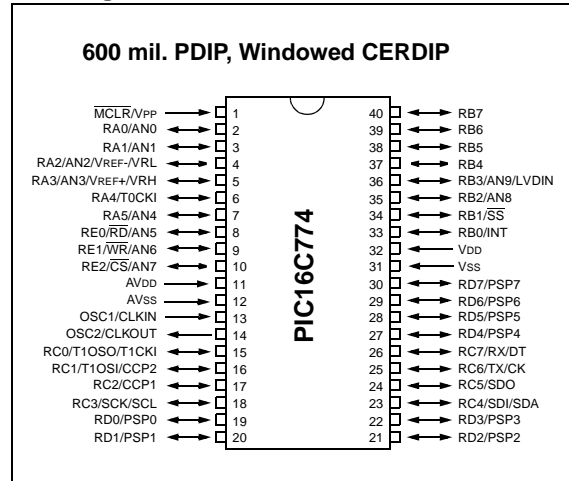 600 mil. PDIP, Windowed CERDIP
MCLR/VPP 1 40 RB7
RA0/AN0 2 39 RB6
RA1/AN1 3 38 RB5
RA2/AN2/VREF-/VRL 4 37 RB4
RA3/AN3/VREF+/VRH 5 36 RB3/AN9/LVDIN
RA4/T0CKI 6 35 RB2/AN8
RA5/AN4 7 34 RB1/SS
RE0/RD/AN5 8 33 RB0/INT
RE1/WR/AN6 9 32 VDD
RE2/CS/AN7 10 31 VSS
AVDD 11 30 RD7/PSP7
AVSS 12 29 RD6/PSP6
OSC1/CLKIN 13 28 RD5/PSP5
OSC2/CLKOUT 14 27 RD4/PSP4
RC0/T1OSO/T1CKI 15 26 RC7/RX/DT
RC1/T1OSI/CCP2 16 25 RC6/TX/CK
RC2/CCP1 17 24 RC5/SDO
RC3/SCK/SCL 18 23 RC4/SDI/SDA
RD0/PSP0 19 22 RD3/PSP3
RD1/PSP1 20 21 RD2/PSP2
PIC16C774